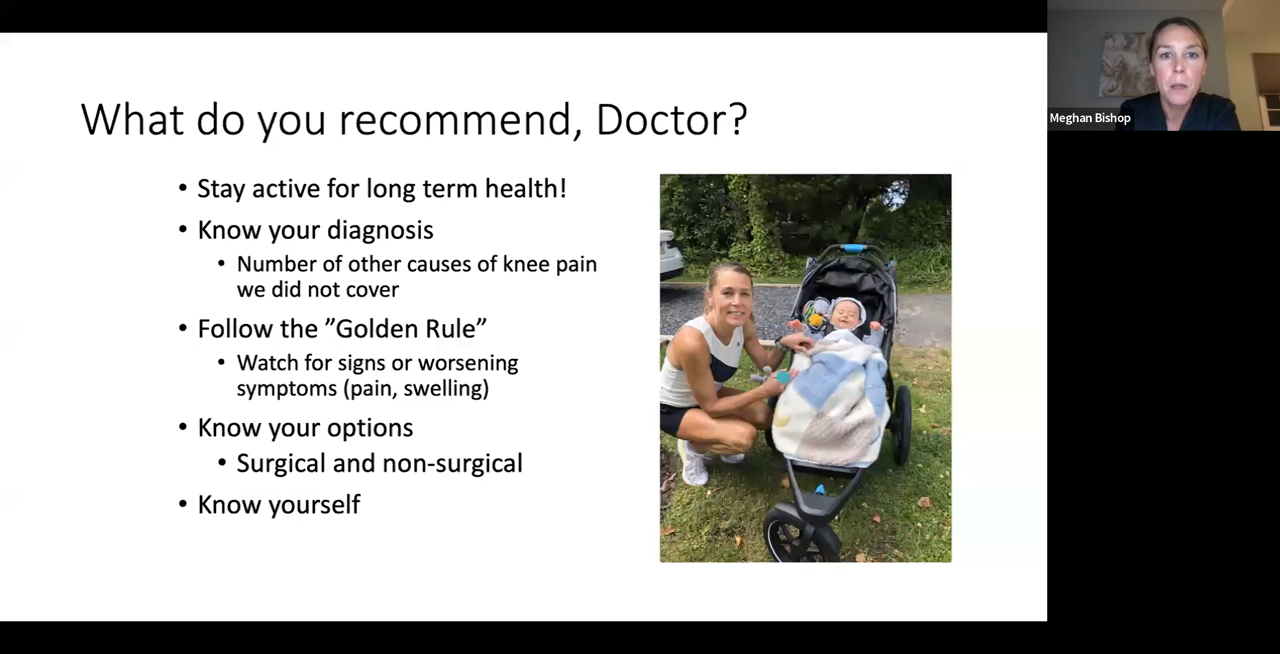 What do you recommend, Doctor?
• Stay active for long term health!
• Know your diagnosis
• Number of other causes of knee pain
we did not cover
• Follow the ”Golden Rule”
• Watch for signs or worsening
symptoms (pain, swelling)
• Know your options
• Surgical and non-surgical
• Know yourself
Meghan Bishop